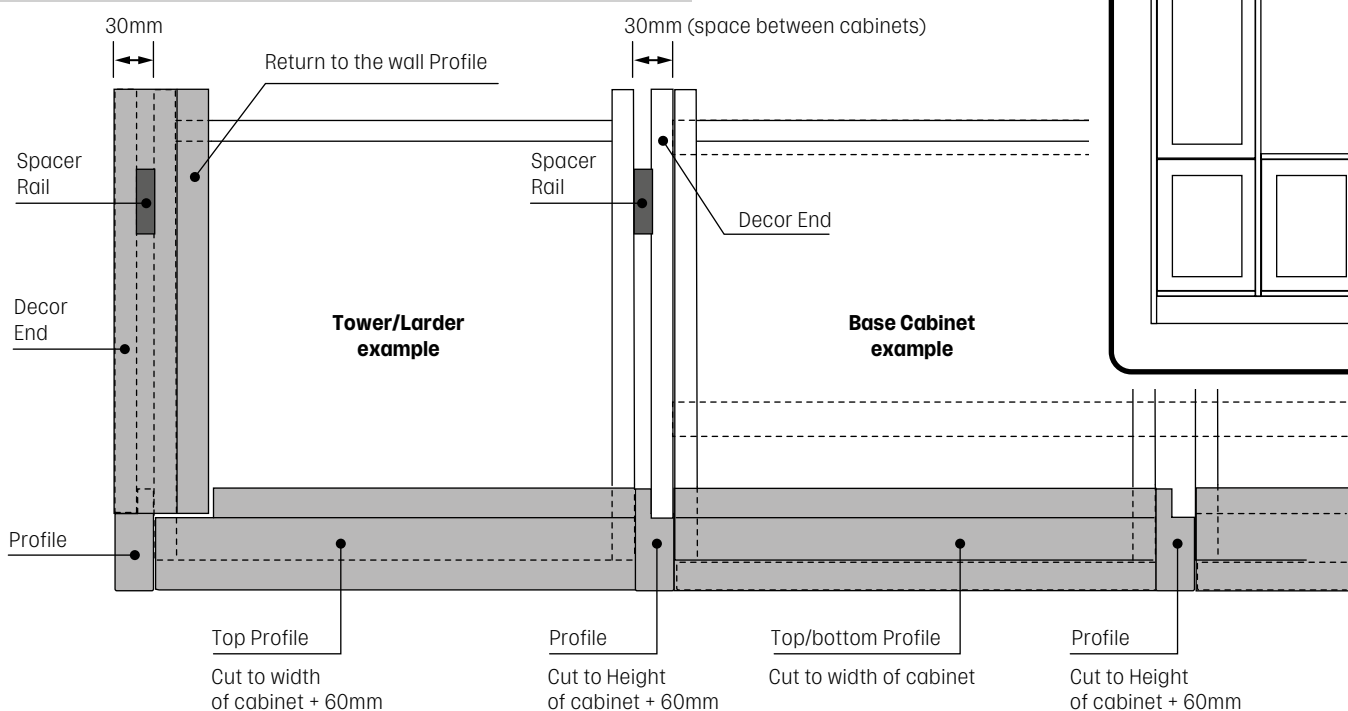 30mm
30mm (space between cabinets)
Return to the wall Profile
Spacer
Rail
Spacer
Rail
Decor End
Decor
End
Tower/Larder
example
Base Cabinet
example
Profile
Top Profile
Cut to width
of cabinet + 60mm
Profile
Cut to Height
of cabinet + 60mm
Top/bottom Profile
Cut to width of cabinet
Profile
Cut to Height
of cabinet + 60mm